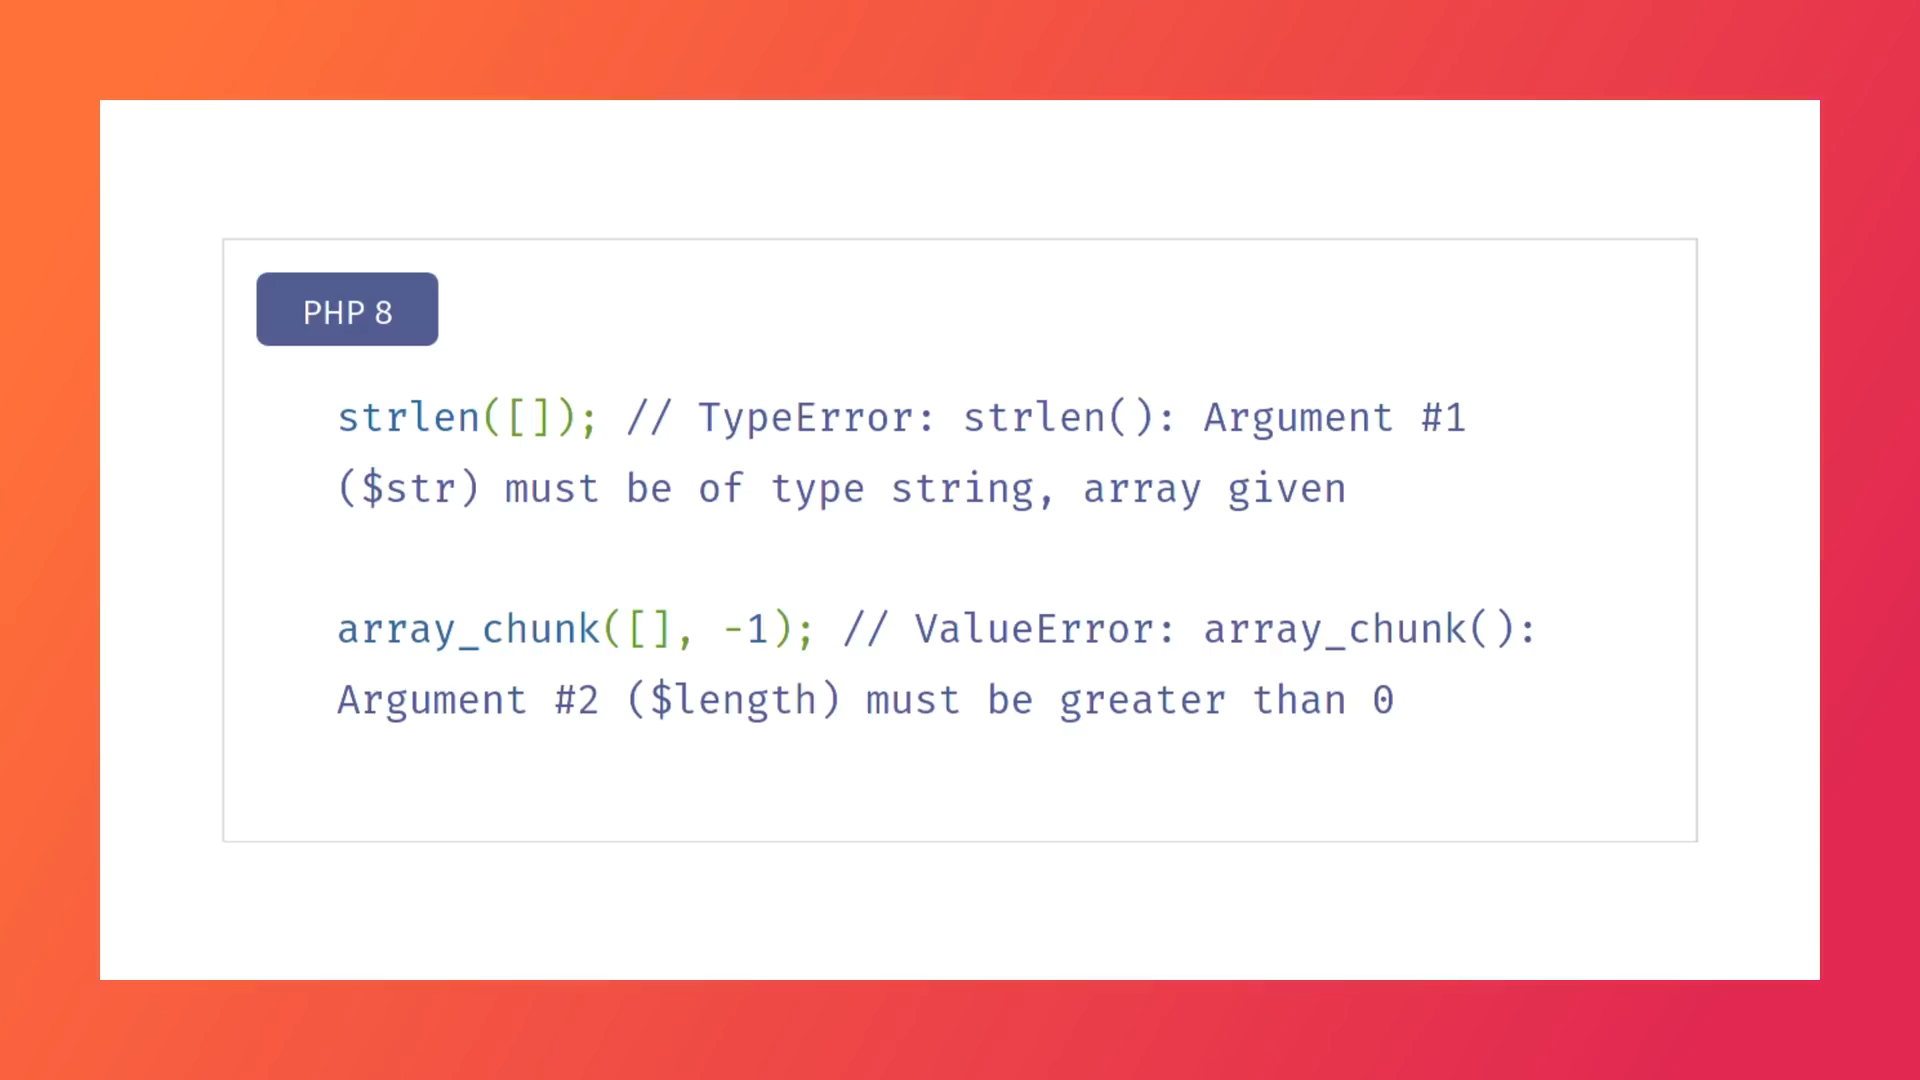 PHP 8
strlen([]); // TypeError: strlen(): Argument #1
($str) must be of type string, array given
array_chunk([], -1); // ValueError: array_chunk():
Argument #2 ($length) must be greater than 0